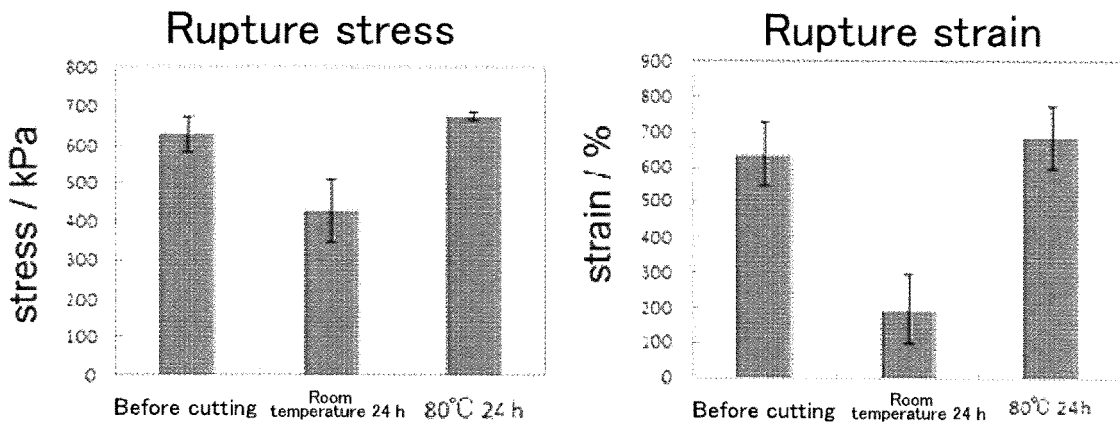 Rupture stress
stress / kPa
800
700
600
500
400
300
200
100
0
Before cutting
Room
temperature 24 h
80℃ 24 h
Rupture strain
strain / %
900
800
700
600
500
400
300
200
100
0
Before cutting
Room
temperature 24 h
80℃ 24h